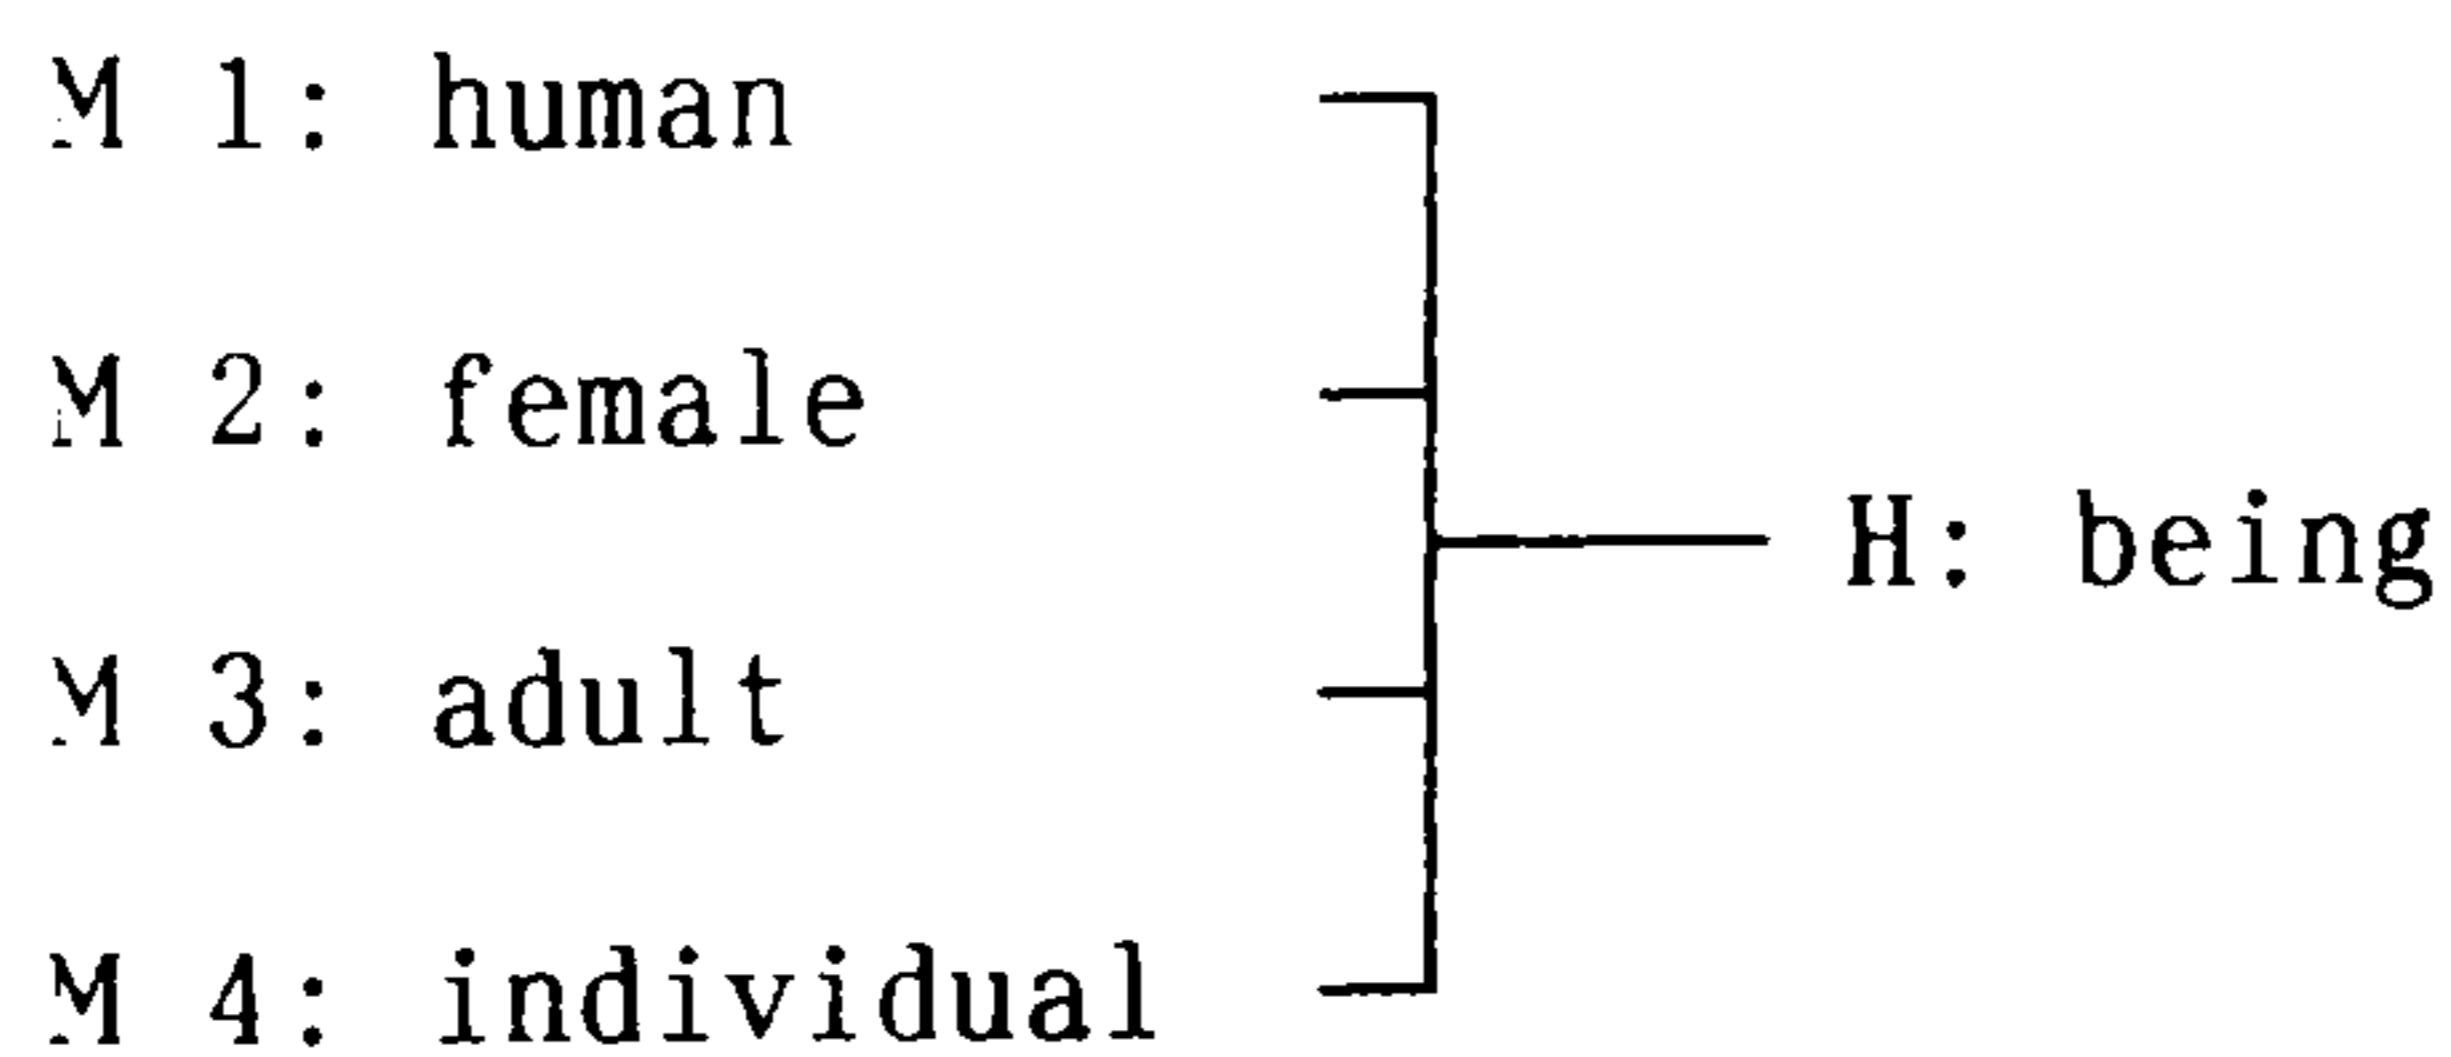 M 1: human
M 2: female
H: being
M 3: adult
M 4: individual